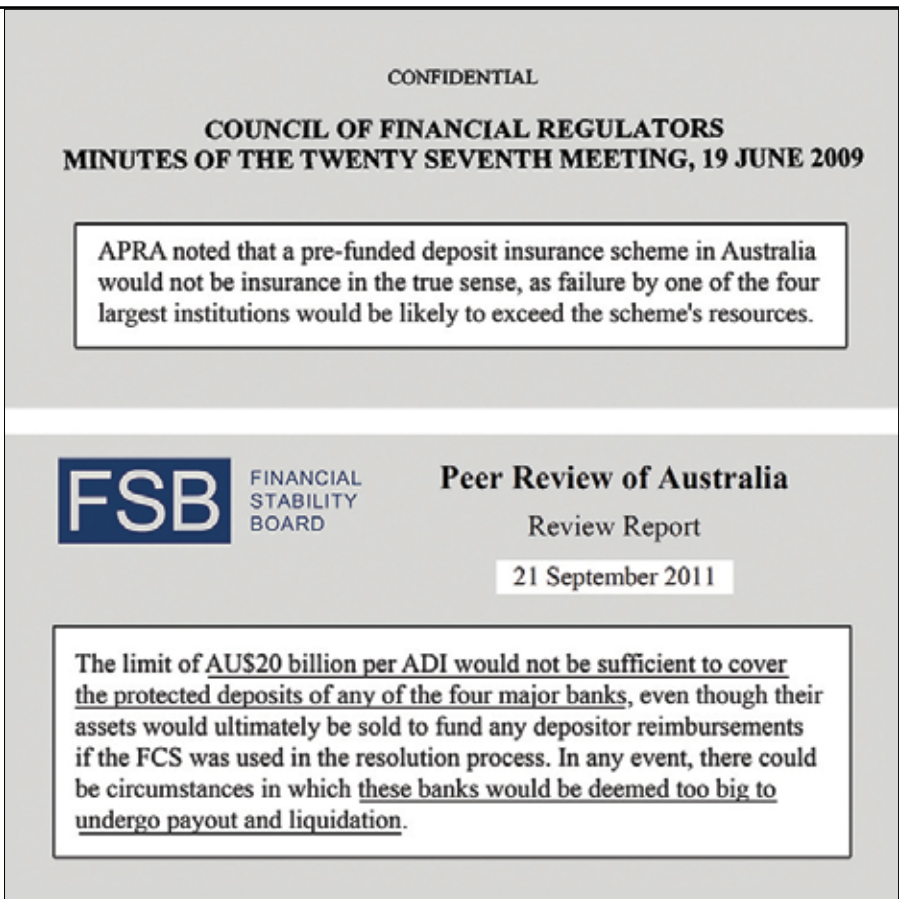 CONFIDENTIAL
COUNCIL OF FINANCIAL REGULATORS
MINUTES OF THE TWENTY SEVENTH MEETING, 19 JUNE 2009
APRA noted that a pre-funded deposit insurance scheme in Australia
would not be insurance in the true sense, as failure by one of the four
largest institutions would be likely to exceed the scheme's resources.
FSB
FINANCIAL
STABILITY
BOARD
Peer Review of Australia
Review Report
21 September 2011
The limit of AU$20 billion per ADI would not be sufficient to cover
the protected deposits of any of the four major banks, even though their
assets would ultimately be sold to fund any depositor reimbursements
if the FCS was used in the resolution process. In any event, there could
be circumstances in which these banks would be deemed too big to
undergo payout and liquidation.